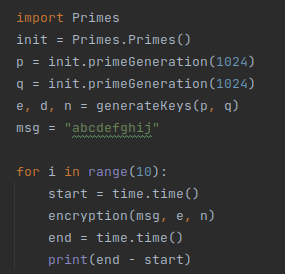 import Primes
init = Primes.Primes()
p = init.primeGeneration(1024)
q = init.primeGeneration(1024)
e, d, n = generateKeys(p, q)
msg = "abcdefghij"

for i in range(10):
    start = time.time()
    encryption(msg, e, n)
    end = time.time()
    print(end - start)